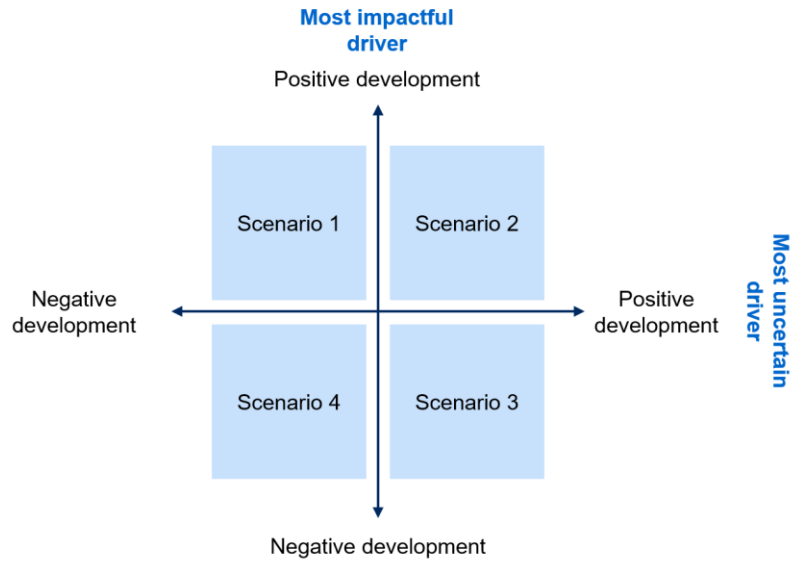 Most impactful
driver
Positive development
Scenario 1
Scenario 2
Negative
development
Positive
development
Most uncertain
driver
Scenario 4
Scenario 3
Negative development